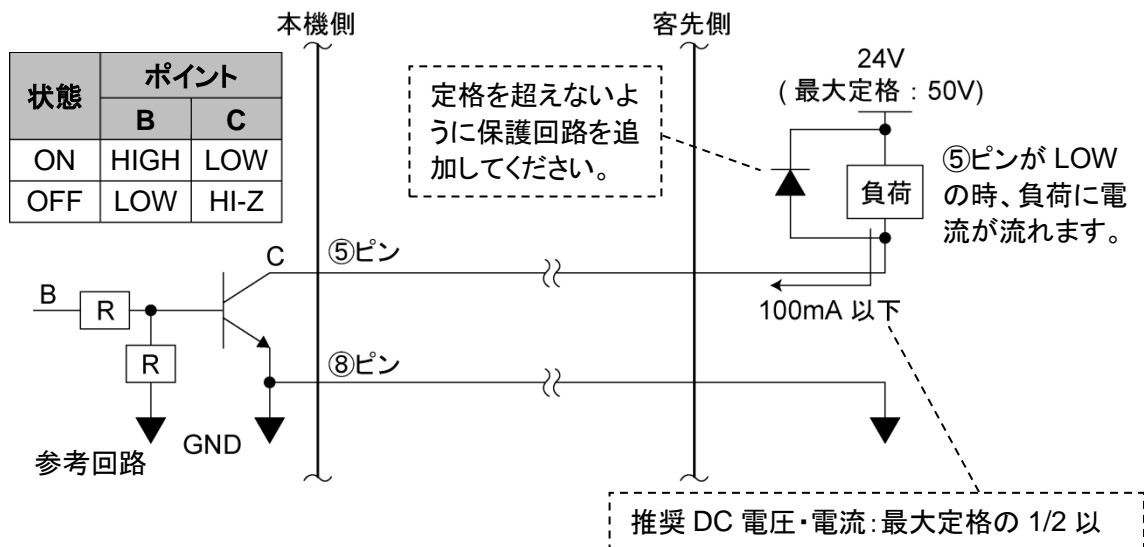 本機側
客先側
状態 ポイント
B C
ON HIGH LOW
OFF LOW HI-Z
定格を超えないよ
うに保護回路を追
加してください。
24V
( 最大定格 : 50V)
負荷
⑤ピンが LOW
の時、負荷に電
流が流れます。
C
⑤ピン
B
R
100mA 以下
R
⑧ピン
GND
参考回路
推奨 DC 電圧・電流：最大定格の 1/2 以